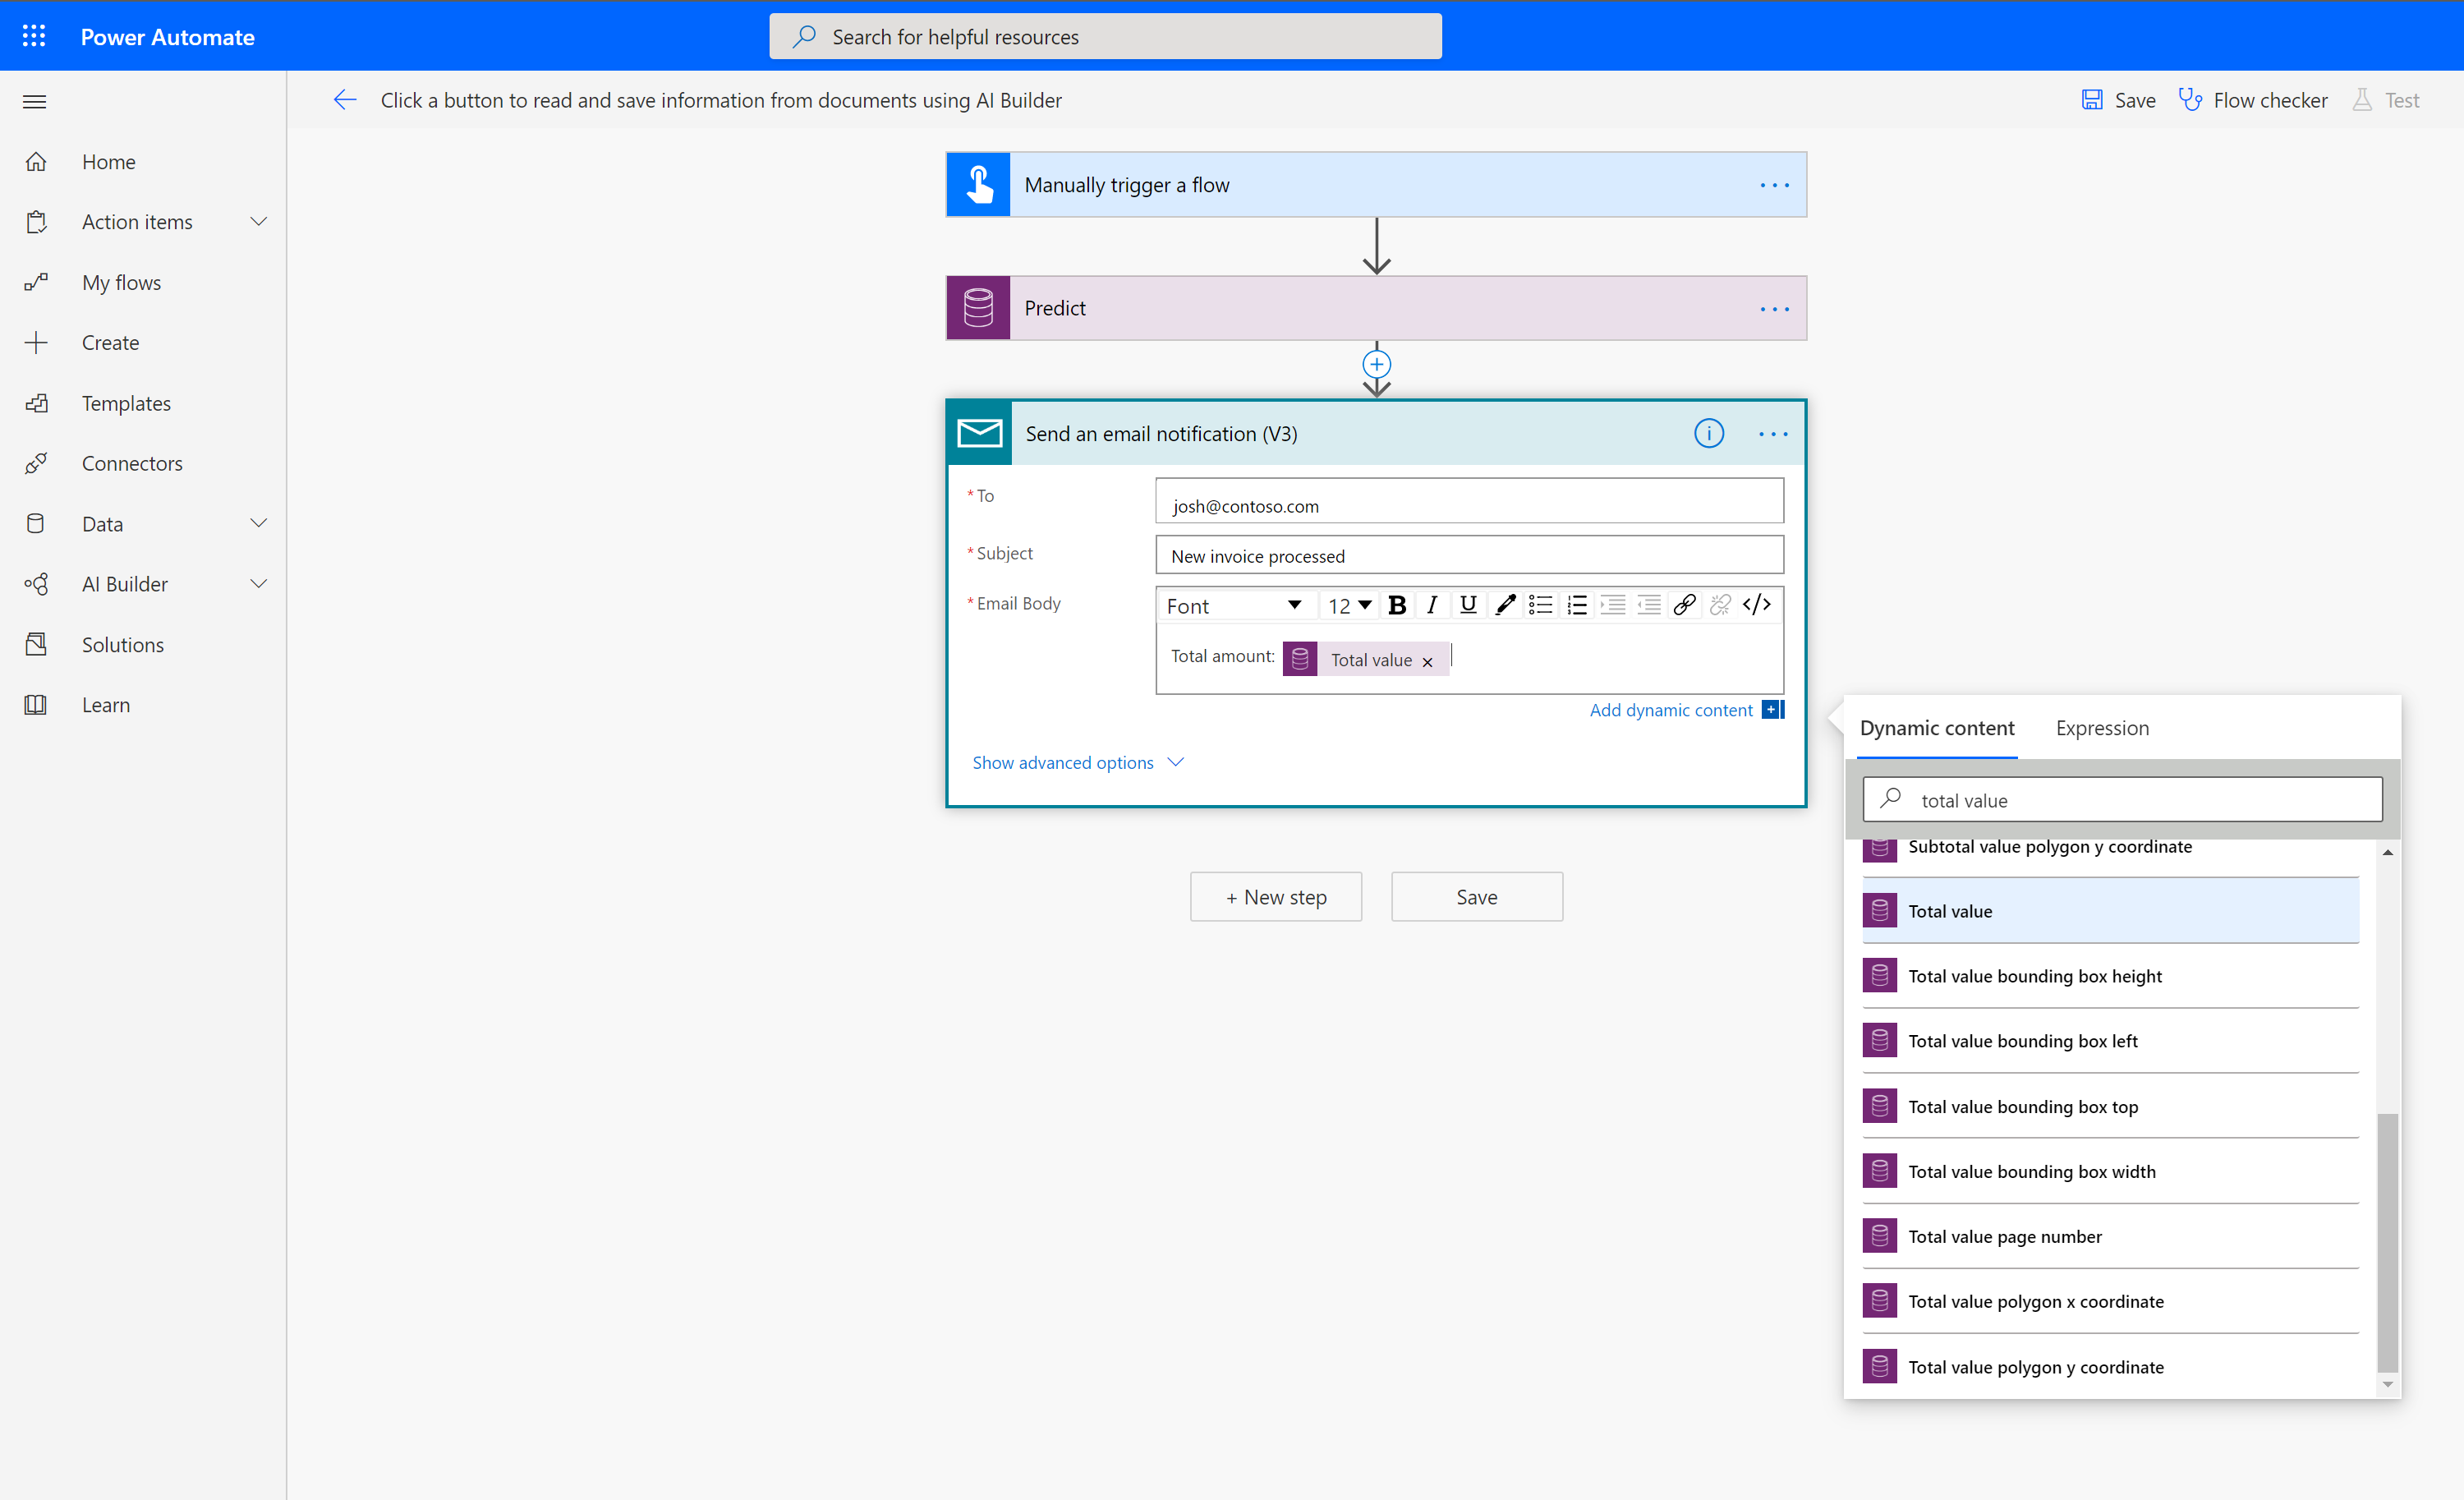 Power Automate
Search for helpful resources
Click a button to read and save information from documents using AI Builder
Save
Flow checker
Test
Home
Action items
My flows
Create
Templates
Connectors
Data
AI Builder
Solutions
Learn
Manually trigger a flow
Predict
Send an email notification (V3)
* To
josh@contoso.com
* Subject
New invoice processed
* Email Body
Font 12 B I U </>
Total amount: Total value ×
Add dynamic content +
Show advanced options
+ New step
Save
Dynamic content
Expression
total value
Subtotal value polygon y coordinate
Total value
Total value bounding box height
Total value bounding box left
Total value bounding box top
Total value bounding box width
Total value page number
Total value polygon x coordinate
Total value polygon y coordinate